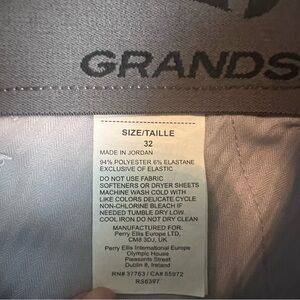 GRANDS
SIZE/TAILLE
32
MADE IN JORDAN
94% POLYESTER 6% ELASTANE
EXCLUSIVE OF ELASTIC
DO NOT USE FABRIC
SOFTENERS OR DRYER SHEETS
MACHINE WASH COLD WITH
LIKE COLORS DELICATE CYCLE
NON-CHLORINE BLEACH IF
NEEDED TUMBLE DRY LOW
COOL IRON DO NOT DRY CLEAN
MANUFACTURED FOR:
Perry Ellis Europe LTD,
CM8 3DJ, UK
Perry Ellis International Europe
Olympic House
Pleasants Street
Dublin 8, Ireland
RN# 37763 / CA# 55972
RS6397